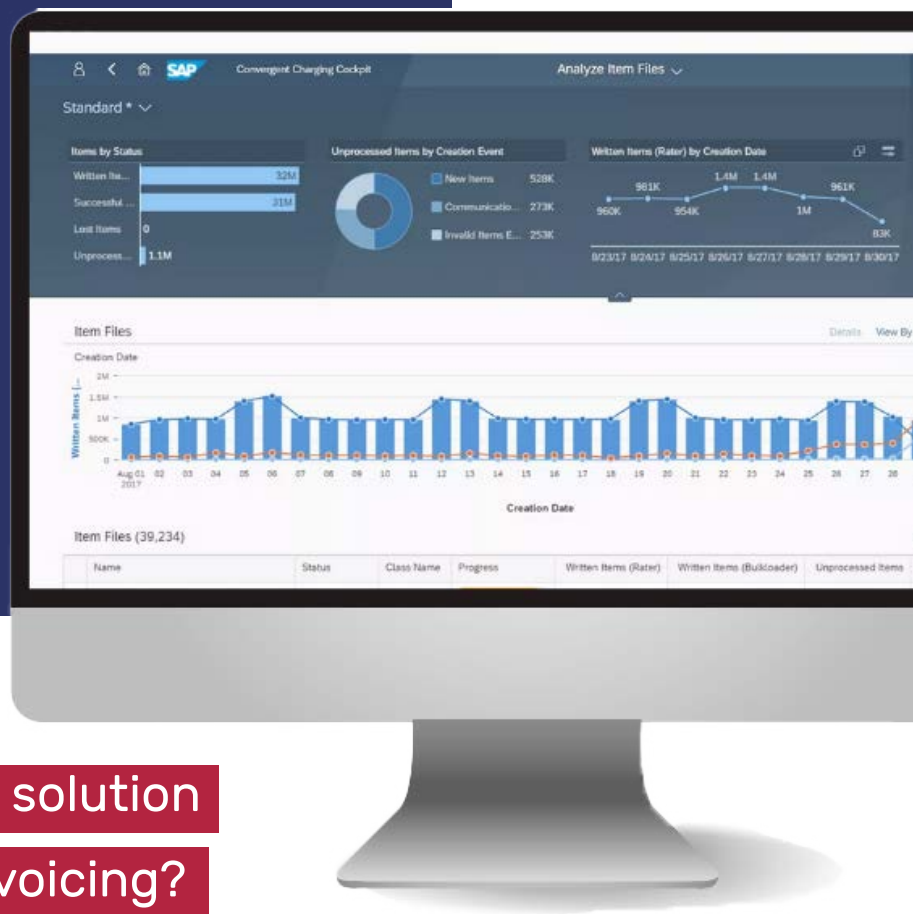 SAP Convergent Charging Cockpit Analyze Item Files
Standard *
Items by Status Unprocessed Items by Creation Event Written Items (Rater) by Creation Date
Written Ite... 32M
Successful ... 31M
Lost Items 0
Unprocess... 1.1M
New Items 528K
Communicatio... 273K
Invalid Items E... 253K
960K 981K 954K 1.4M 1.4M 1M 961K 83K
8/23/17 8/24/17 8/25/17 8/26/17 8/27/17 8/28/17 8/29/17 8/30/17
Item Files Details View By
Creation Date
Written Items (...
2M
1.5M
1M
500K
0
Aug 01 02 03 04 05 06 07 08 09 10 11 12 13 14 15 16 17 18 19 20 21 22 23 24 25 26 27 28
2017
Creation Date
Item Files (39,234)
Name Status Class Name Progress Written Items (Rater) Written Items (Bulkloader) Unprocessed Items
solution
voicing?